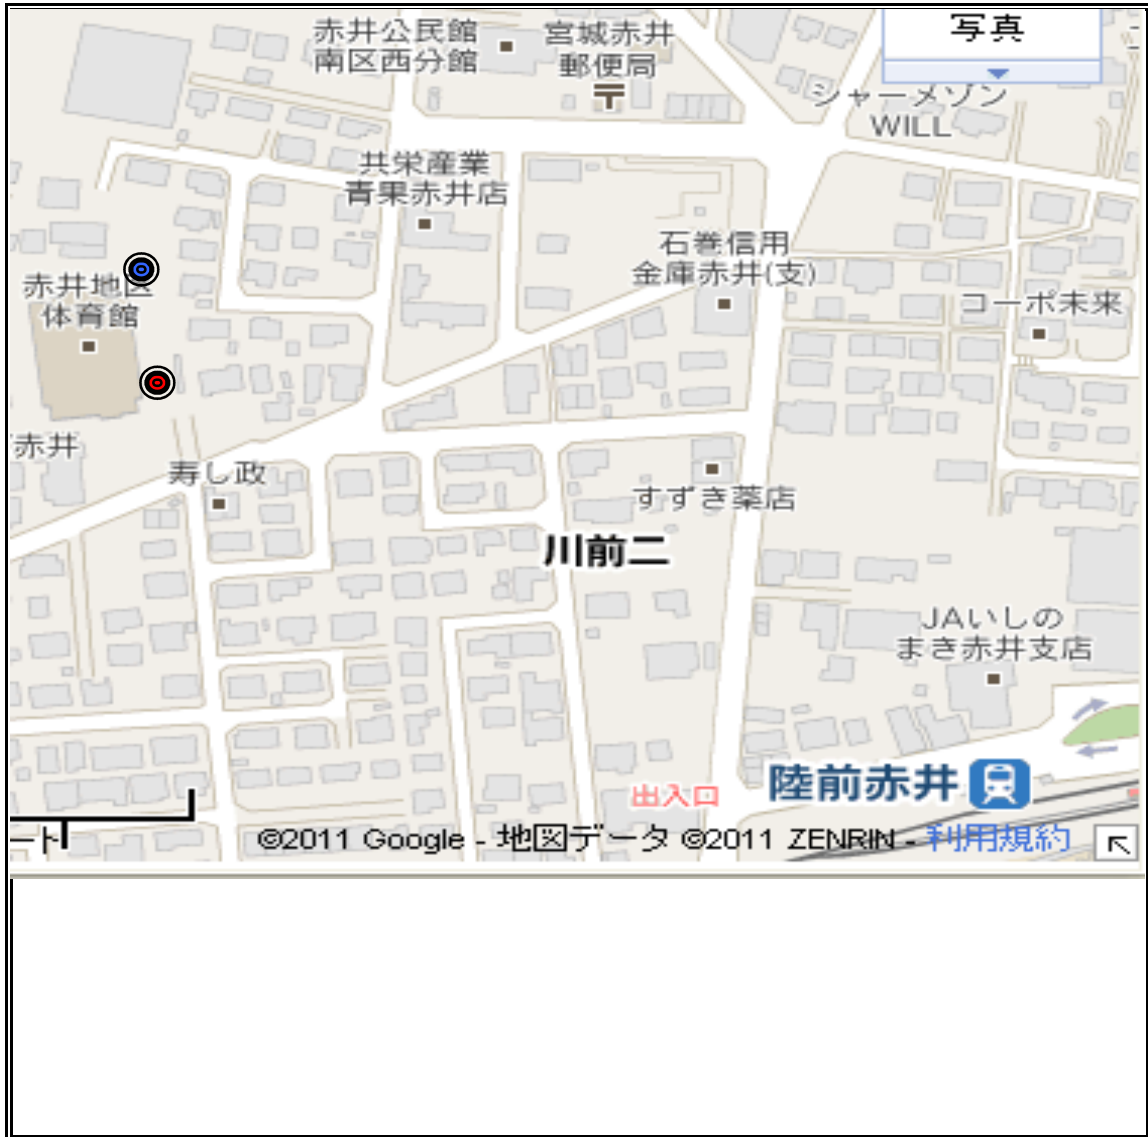 赤井公民館
南区西分館
宮城赤井
郵便局
写真
シャーメゾン
WILL
共栄産業
青果赤井店
石巻信用
金庫赤井(支)
コーポ未来
赤井地区
体育館
赤井
寿し政
すずき薬店
川前二
JAいしの
まき赤井支店
陸前赤井
出入口
ート
©2011 Google - 地図データ ©2011 ZENRIN - 利用規約